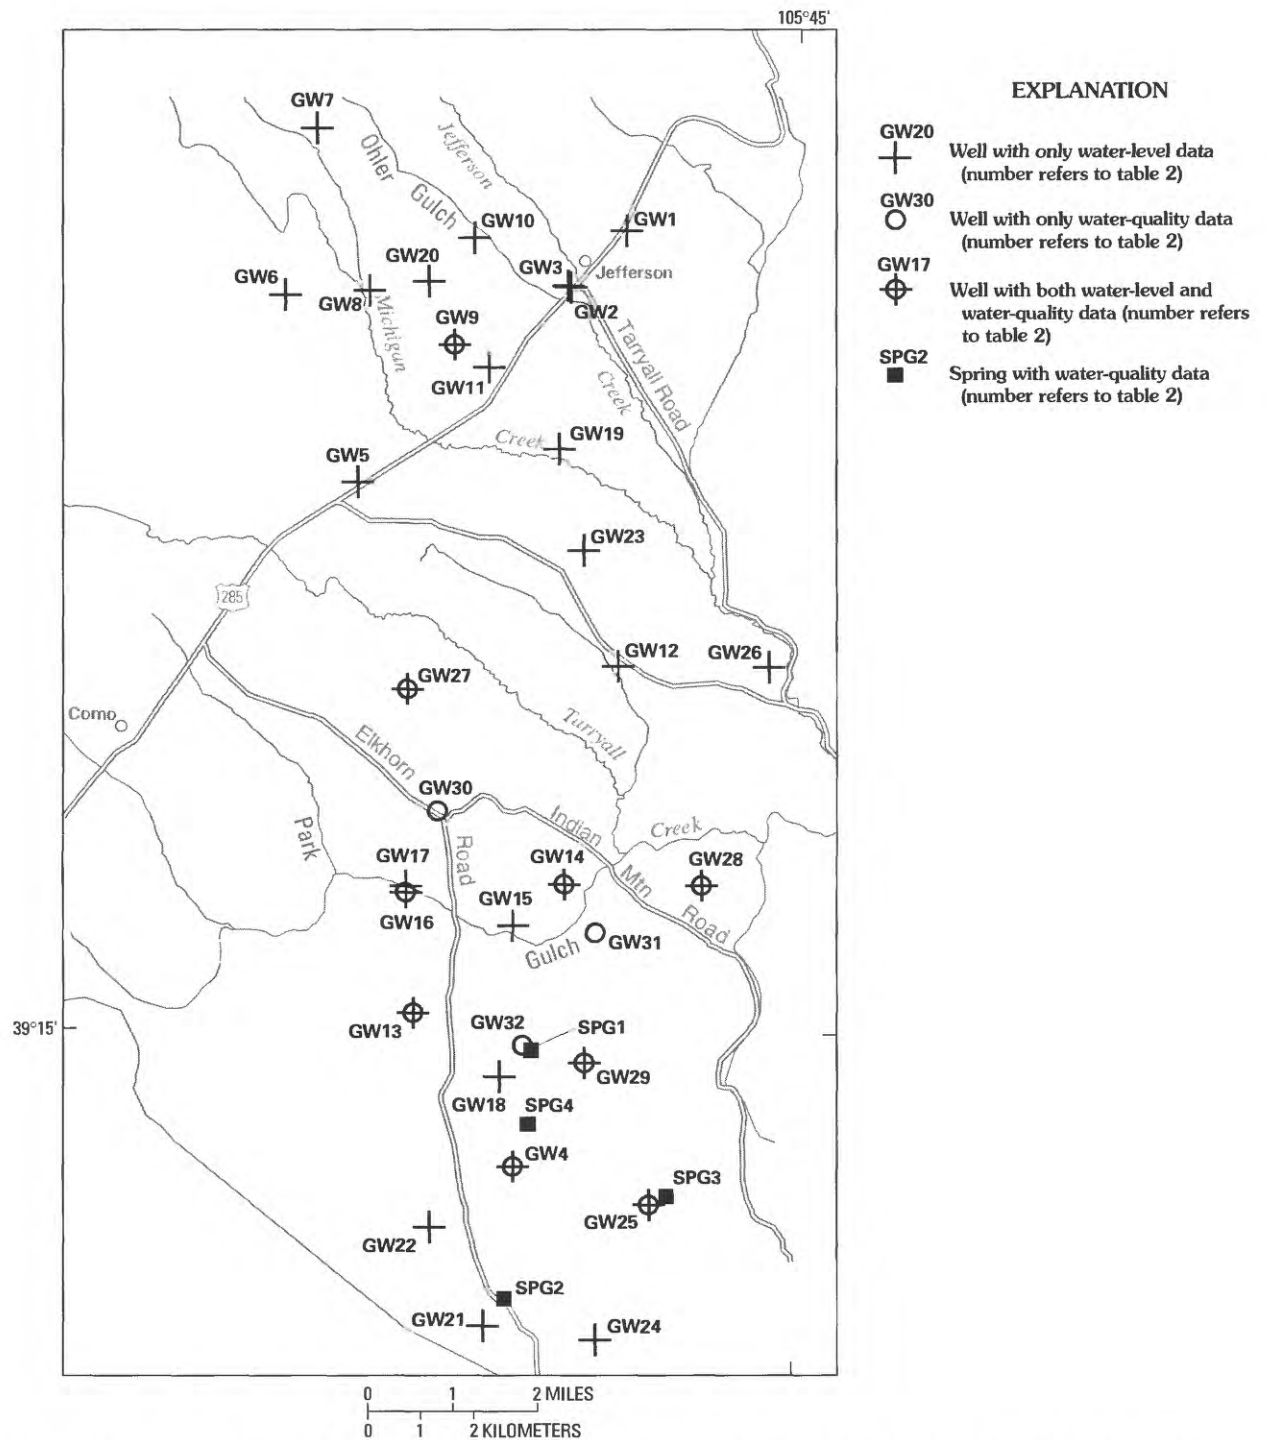 105°45'
EXPLANATION
GW20
Well with only water-level data
(number refers to table 2)
GW30
Well with only water-quality data
(number refers to table 2)
GW17
Well with both water-level and
water-quality data (number refers
to table 2)
SPG2
Spring with water-quality data
(number refers to table 2)
GW7
Ohler
Gulch
Jefferson
GW10
GW1
GW20
GW3
Jefferson
GW6
GW8
GW2
Michigan
GW9
GW11
Tarryall Road
Creek
Creek
GW19
GW5
GW23
285
GW12
GW26
GW27
Como
Tarryall
Elkhorn
GW30
Indian
Creek
Park
Road
GW17
GW14
GW28
Mtn
GW15
GW16
Road
GW31
Gulch
39°15'
GW13
GW32
SPG1
GW29
GW18
SPG4
GW4
SPG3
GW25
GW22
SPG2
GW21
GW24
0 1 2 MILES
0 1 2 KILOMETERS